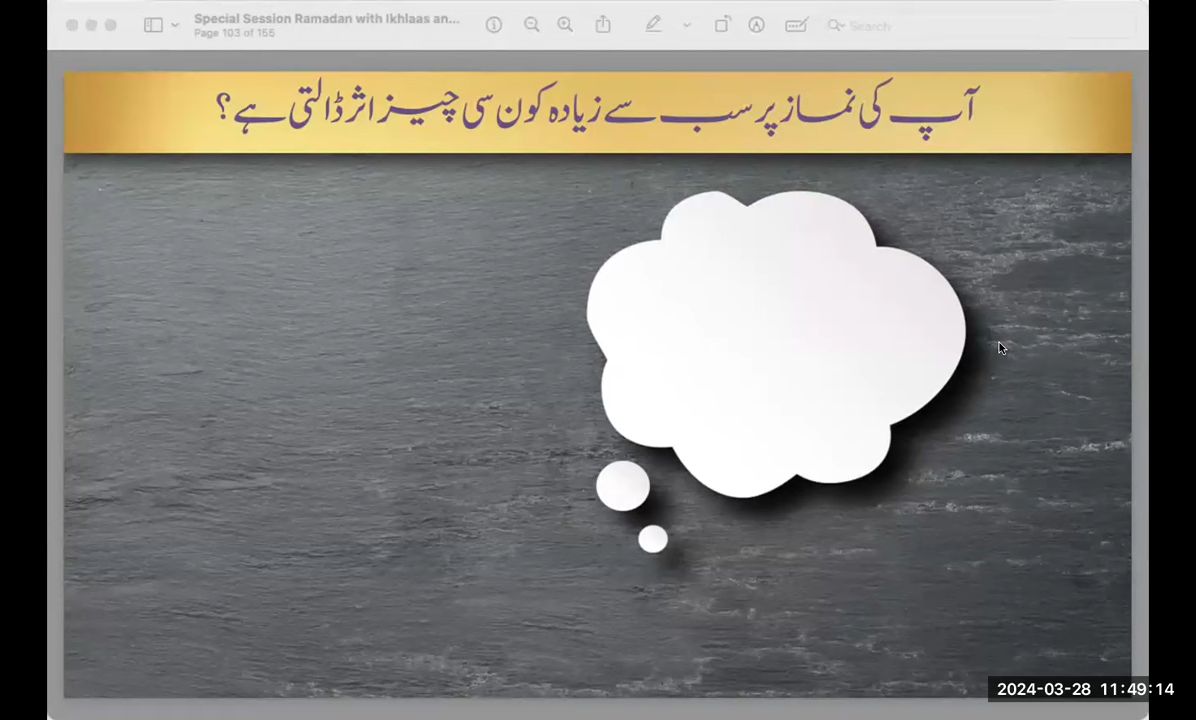 Special Session Ramadan with Ikhlaas an...
Page 103 of 155
Search
آپ کی نماز پر سب سے زیادہ کون سی چیز اثر ڈالتی ہے؟
2024-03-28 11:49:14